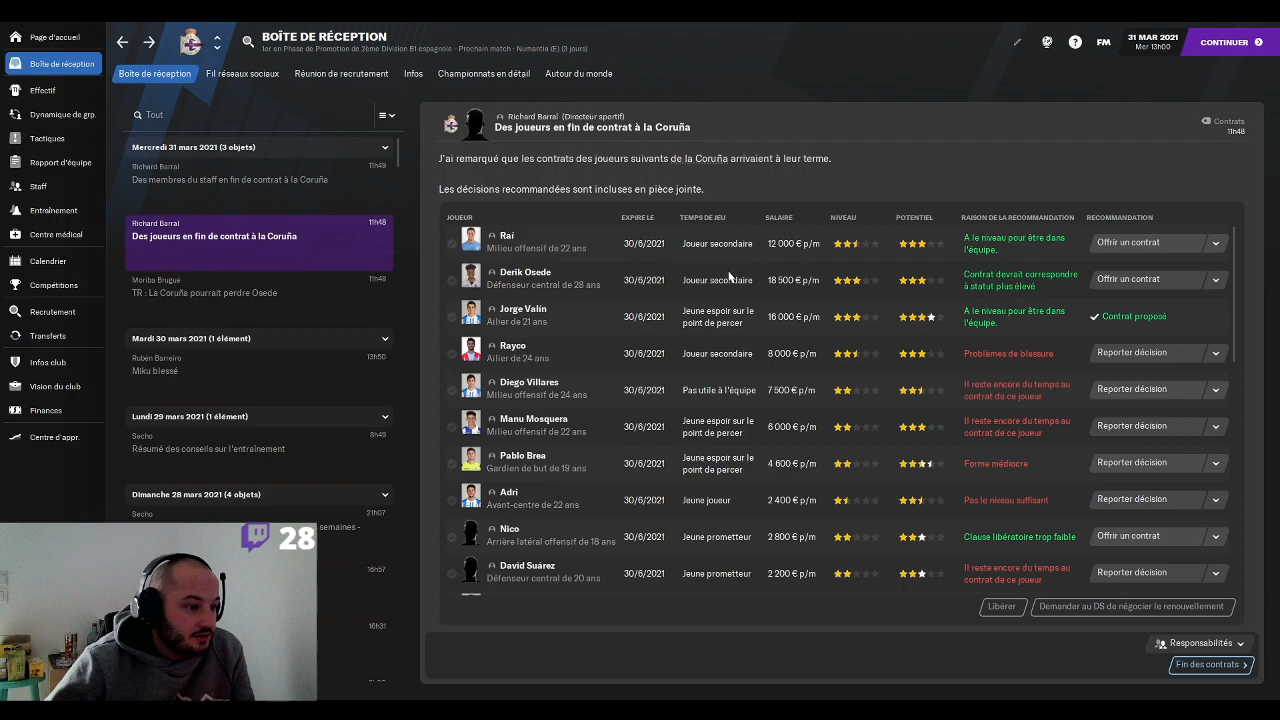 Page d'accueil
BOÎTE DE RÉCEPTION
1er en Phase de Promotion de 2ème Division B1 espagnole - Prochain match : Numantia (E) (3 jours)
FM
31 MAR 2021
Mer 13h00
CONTINUER
Boîte de réception
Effectif
Dynamique de grp.
Tactiques
Rapport d'équipe
Staff
Entraînement
Centre médical
Calendrier
Compétitions
Recrutement
Transferts
Infos club
Vision du club
Finances
Centre d'appr.
Boîte de réception
Fil réseaux sociaux
Réunion de recrutement
Infos
Championnats en détail
Autour du monde
Tout
Mercredi 31 mars 2021 (3 objets)
Richard Barral 11h49
Des membres du staff en fin de contrat à la Coruña
Richard Barral 11h48
Des joueurs en fin de contrat à la Coruña
Moriba Brugué 11h48
TR : La Coruña pourrait perdre Osede
Mardi 30 mars 2021 (1 élément)
Rubén Barreiro 13h50
Miku blessé
Lundi 29 mars 2021 (1 élément)
Secho 8h49
Résumé des conseils sur l'entraînement
Dimanche 28 mars 2021 (4 objets)
Secho 21h07
semaines -
16h57
16h31
28
Richard Barral (Directeur sportif)
Des joueurs en fin de contrat à la Coruña
Contrats
11h48
J'ai remarqué que les contrats des joueurs suivants de la Coruña arrivaient à leur terme.
Les décisions recommandées sont incluses en pièce jointe.
JOUEUR EXPIRE LE TEMPS DE JEU SALAIRE NIVEAU POTENTIEL RAISON DE LA RECOMMANDATION RECOMMANDATION
Raí
Milieu offensif de 22 ans 30/6/2021 Joueur secondaire 12 000 € p/m A le niveau pour être dans l'équipe. Offrir un contrat
Derik Osede
Défenseur central de 28 ans 30/6/2021 Joueur secondaire 18 500 € p/m Contrat devrait correspondre à statut plus élevé Offrir un contrat
Jorge Valín
Ailier de 21 ans 30/6/2021 Jeune espoir sur le point de percer 16 000 € p/m A le niveau pour être dans l'équipe. Contrat proposé
Rayco
Ailier de 24 ans 30/6/2021 Joueur secondaire 8 000 € p/m Problèmes de blessure Reporter décision
Diego Villares
Milieu offensif de 24 ans 30/6/2021 Pas utile à l'équipe 7 500 € p/m Il reste encore du temps au contrat de ce joueur Reporter décision
Manu Mosquera
Milieu offensif de 22 ans 30/6/2021 Jeune espoir sur le point de percer 6 000 € p/m Il reste encore du temps au contrat de ce joueur Reporter décision
Pablo Brea
Gardien de but de 19 ans 30/6/2021 Jeune espoir sur le point de percer 4 600 € p/m Forme médiocre Reporter décision
Adri
Avant-centre de 22 ans 30/6/2021 Jeune joueur 2 400 € p/m Pas le niveau suffisant Reporter décision
Nico
Arrière latéral offensif de 18 ans 30/6/2021 Jeune prometteur 2 800 € p/m Clause libératoire trop faible Offrir un contrat
David Suárez
Défenseur central de 20 ans 30/6/2021 Jeune prometteur 2 200 € p/m Il reste encore du temps au contrat de ce joueur Reporter décision
Libérer
Demander au DS de négocier le renouvellement
Responsabilités
Fin des contrats